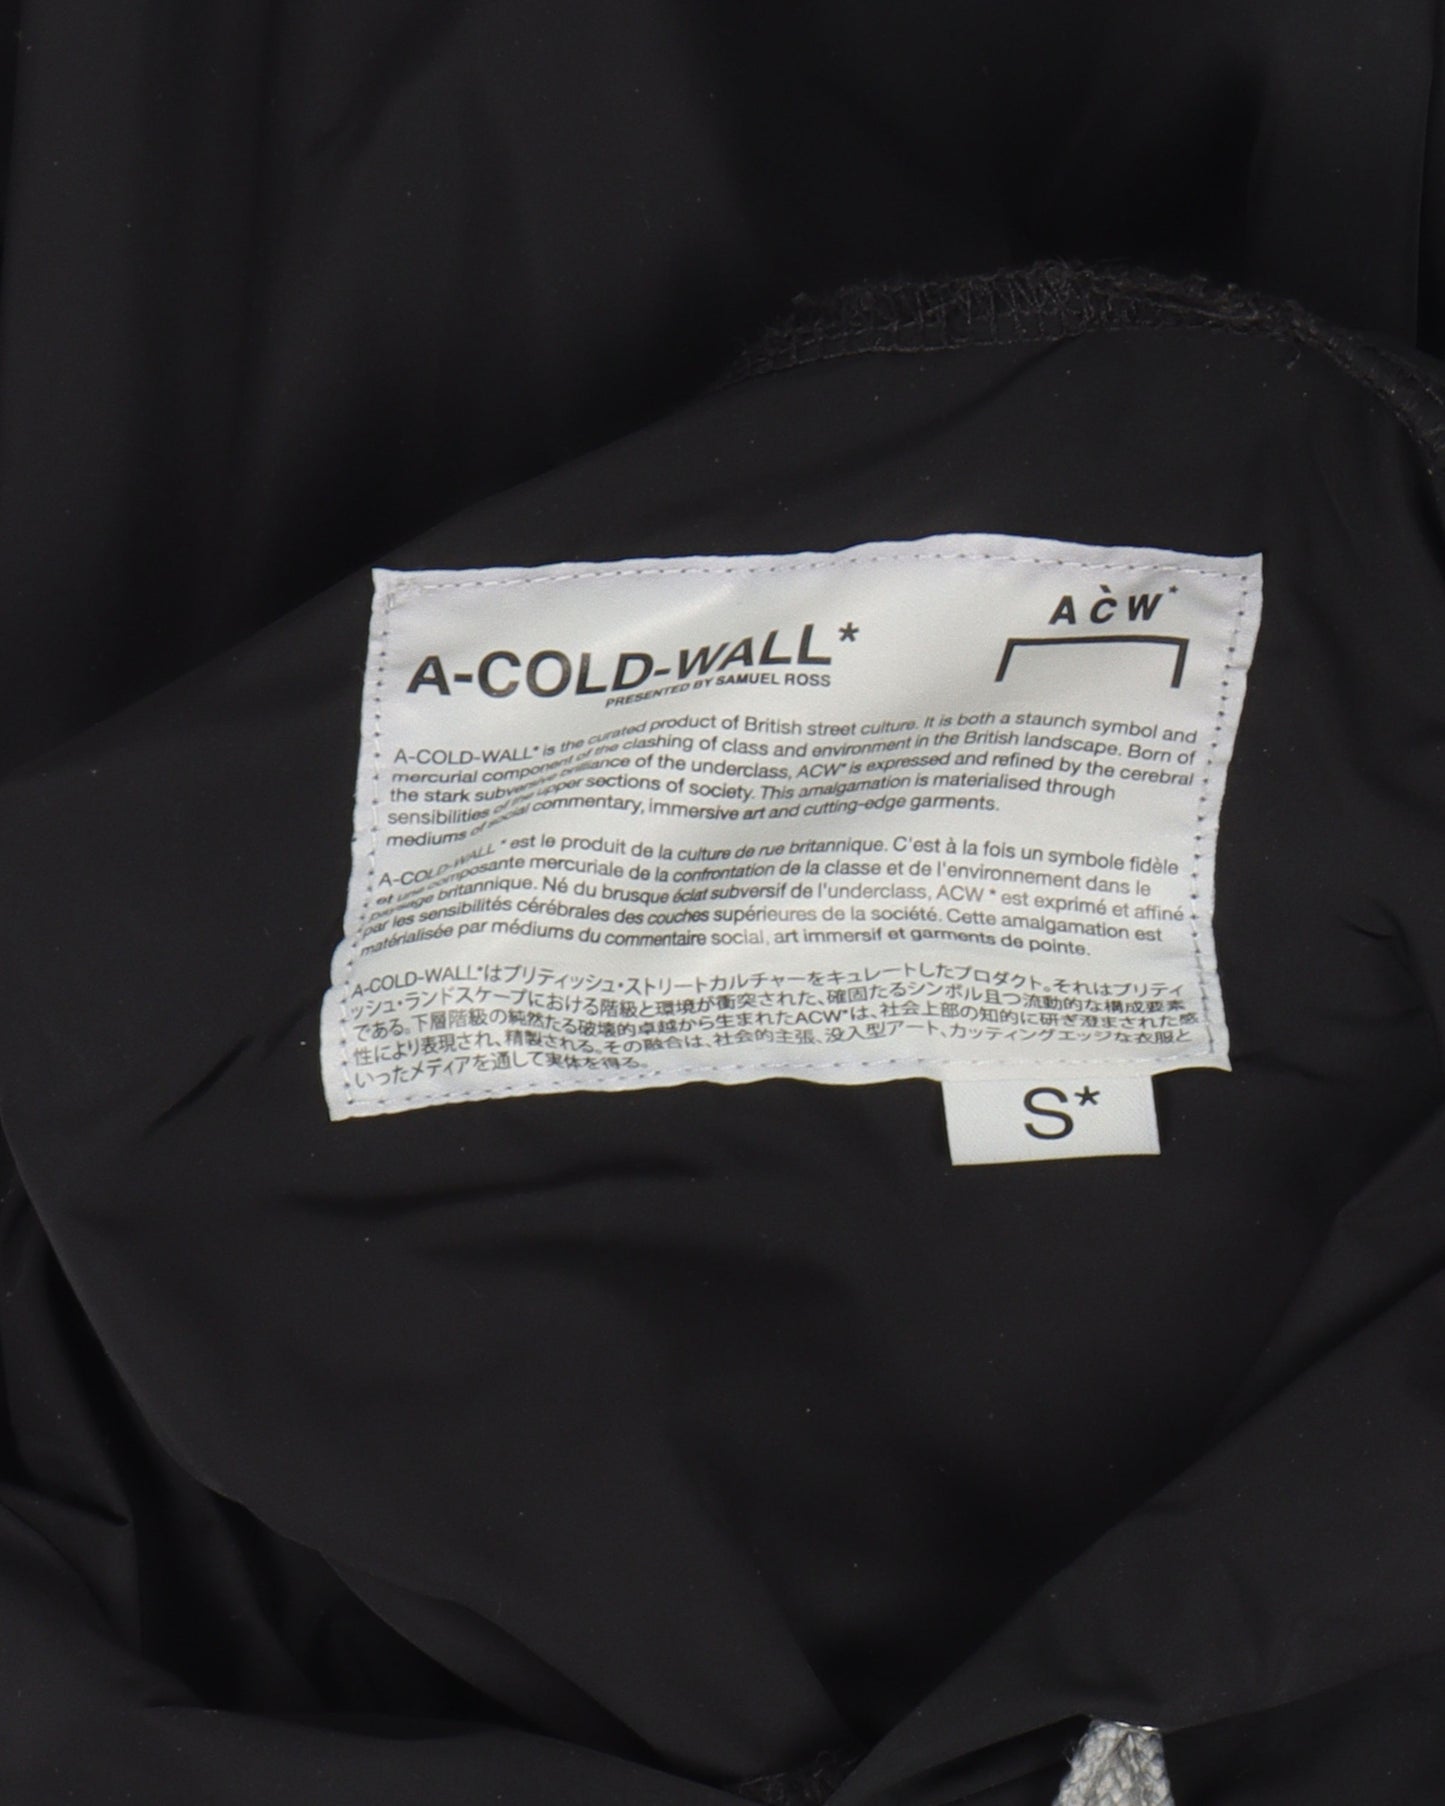 A-COLD-WALL*
PRESENTED BY SAMUEL ROSS
AĊW*
A-COLD-WALL* is the curated product of British street culture. It is both a staunch symbol and
mercurial component of the clashing of class and environment in the British landscape. Born of
the stark subversive brilliance of the underclass, ACW* is expressed and refined by the cerebral
sensibilities of the upper sections of society. This amalgamation is materialised through
mediums of social commentary, immersive art and cutting-edge garments.
A-COLD-WALL* est le produit de la culture de rue britannique. C'est à la fois un symbole fidèle
et une composante mercuriale de la confrontation de la classe et de l'environnement dans le
paysage britannique. Né du brusque éclat subversif de l'underclass, ACW * est exprimé et affiné
par les sensibilités cérébrales des couches supérieures de la société. Cette amalgamation est
matérialisée par médiums du commentaire social, art immersif et garments de pointe.
A-COLD-WALL*はブリティッシュ・ストリートカルチャーをキュレートしたプロダクト。それはブリティ
ッシュ・ランドスケープにおける階級と環境が衝突された、確固たるシンボル且つ流動的な構成要素
である。下層階級の純然たる破壊的卓越から生まれたACW*は、社会上部の知的に研ぎ澄まされた感
性により表現され、精製される。その融合は、社会的主張、没入型アート、カッティングエッジな衣服と
いったメディアを通して実体を得る。
S*